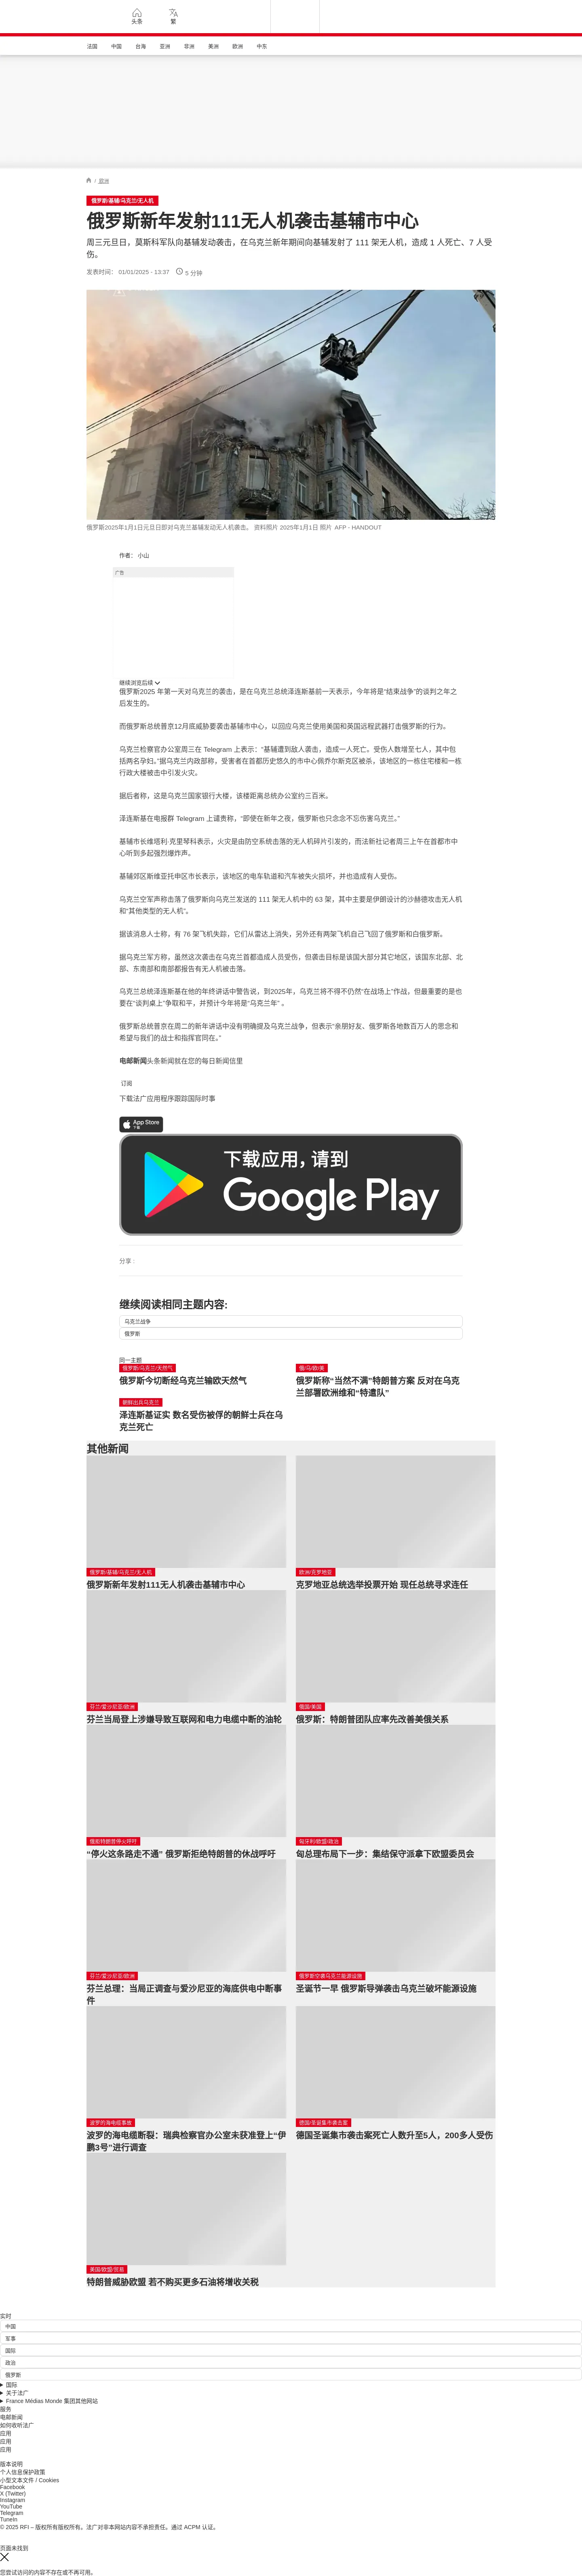 头条
繁
法国 中国 台海 亚洲 非洲 美洲 欧洲 中东
/ 欧洲
俄罗斯/基辅/乌克兰/无人机
俄罗斯新年发射111无人机袭击基辅市中心
周三元旦日，莫斯科军队向基辅发动袭击，在乌克兰新年期间向基辅发射了 111 架无人机，造成 1 人死亡、7 人受
伤。
发表时间： 01/01/2025 - 13:37 5 分钟
俄罗斯2025年1月1日元旦日即对乌克兰基辅发动无人机袭击。 资料照片 2025年1月1日 照片 AFP - HANDOUT
作者： 小山
广告
继续浏览后续
俄罗斯2025 年第一天对乌克兰的袭击，是在乌克兰总统泽连斯基前一天表示，今年将是“结束战争”的谈判之年之
后发生的。
而俄罗斯总统普京12月底威胁要袭击基辅市中心，以回应乌克兰使用美国和英国远程武器打击俄罗斯的行为。
乌克兰检察官办公室周三在 Telegram 上表示：“基辅遭到敌人袭击，造成一人死亡。受伤人数增至七人，其中包
括两名孕妇。”据乌克兰内政部称，受害者在首都历史悠久的市中心佩乔尔斯克区被杀，该地区的一栋住宅楼和一栋
行政大楼被击中引发火灾。
据后者称，这是乌克兰国家银行大楼，该楼距离总统办公室约三百米。
泽连斯基在电报群 Telegram 上谴责称，“即使在新年之夜，俄罗斯也只念念不忘伤害乌克兰。”
基辅市长维塔利·克里琴科表示，火灾是由防空系统击落的无人机碎片引发的，而法新社记者周三上午在首都市中
心听到多起强烈爆炸声。
基辅郊区斯维亚托申区市长表示，该地区的电车轨道和汽车被失火损坏，并也造成有人受伤。
乌克兰空军声称击落了俄罗斯向乌克兰发送的 111 架无人机中的 63 架，其中主要是伊朗设计的沙赫德攻击无人机
和“其他类型的无人机”。
据该消息人士称，有 76 架飞机失踪，它们从雷达上消失，另外还有两架飞机自己飞回了俄罗斯和白俄罗斯。
据乌克兰军方称，虽然这次袭击在乌克兰首都造成人员受伤，但袭击目标是该国大部分其它地区，该国东北部、北
部、东南部和南部都报告有无人机被击落。
乌克兰总统泽连斯基在他的年终讲话中警告说，到2025年，乌克兰将不得不仍然“在战场上”作战，但最重要的是也
要在“谈判桌上”争取和平，并预计今年将是“乌克兰年” 。
俄罗斯总统普京在周二的新年讲话中没有明确提及乌克兰战争，但表示“亲朋好友、俄罗斯各地数百万人的思念和
希望与我们的战士和指挥官同在。”
电邮新闻头条新闻就在您的每日新闻信里
订阅
下载法广应用程序跟踪国际时事
App Store
下载
下载应用，请到
Google Play
分享 :
继续阅读相同主题内容:
乌克兰战争
俄罗斯
同一主题
俄罗斯/乌克兰/天然气
俄罗斯今切断经乌克兰输欧天然气
俄/乌/欧/美
俄罗斯称“当然不满”特朗普方案 反对在乌克
兰部署欧洲维和“特遣队”
朝鲜出兵乌克兰
泽连斯基证实 数名受伤被俘的朝鲜士兵在乌
克兰死亡
其他新闻
俄罗斯/基辅/乌克兰/无人机
俄罗斯新年发射111无人机袭击基辅市中心
欧洲/克罗地亚
克罗地亚总统选举投票开始 现任总统寻求连任
芬兰/爱沙尼亚/欧洲
芬兰当局登上涉嫌导致互联网和电力电缆中断的油轮
俄国/美国
俄罗斯：特朗普团队应率先改善美俄关系
俄拒特朗普停火呼吁
“停火这条路走不通” 俄罗斯拒绝特朗普的休战呼吁
匈牙利/欧盟/政治
匈总理布局下一步：集结保守派拿下欧盟委员会
芬兰/爱沙尼亚/欧洲
芬兰总理：当局正调查与爱沙尼亚的海底供电中断事
件
俄罗斯空袭乌克兰能源设施
圣诞节一早 俄罗斯导弹袭击乌克兰破坏能源设施
波罗的海电缆事故
波罗的海电缆断裂：瑞典检察官办公室未获准登上“伊
鹏3号”进行调查
德国/圣诞集市袭击案
德国圣诞集市袭击案死亡人数升至5人，200多人受伤
美国/欧盟/贸易
特朗普威胁欧盟 若不购买更多石油将增收关税
实时
中国
军事
国际
政治
俄罗斯
国际
关于法广
France Médias Monde 集团其他网站
服务
电邮新闻
如何收听法广
应用
应用
应用
版本说明
个人信息保护政策
小型文本文件 / Cookies
Facebook
X (Twitter)
Instagram
YouTube
Telegram
TuneIn
© 2025 RFI – 版权所有版权所有。法广对非本网站内容不承担责任。通过 ACPM 认证。
页面未找到
您尝试访问的内容不存在或不再可用。